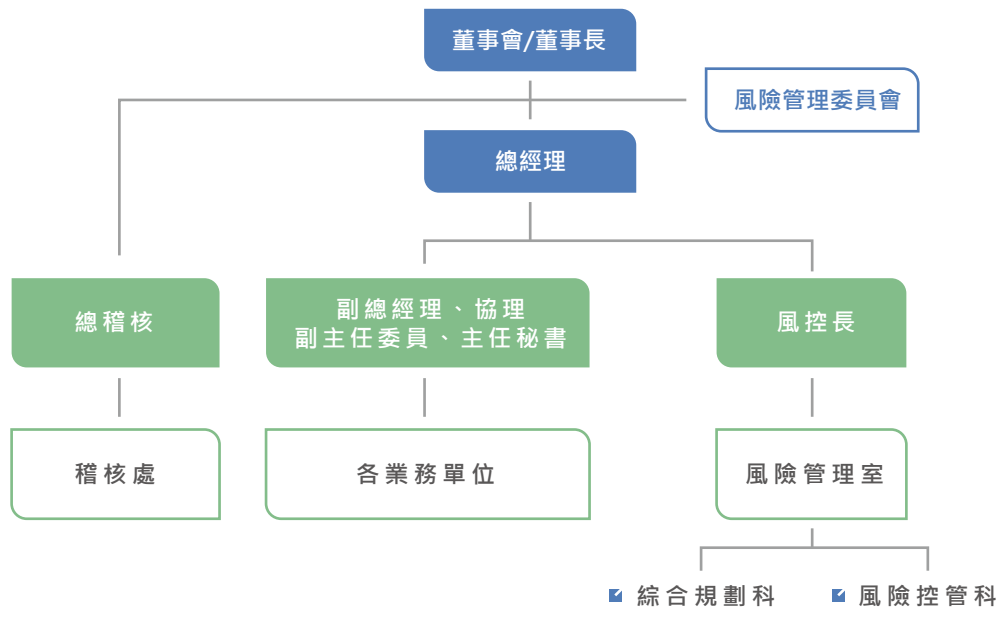 董事會/董事長
風險管理委員會
總經理
總稽核
副總經理、協理
副主任委員、主任秘書
風控長
稽核處
各業務單位
風險管理室
綜合規劃科
風險控管科